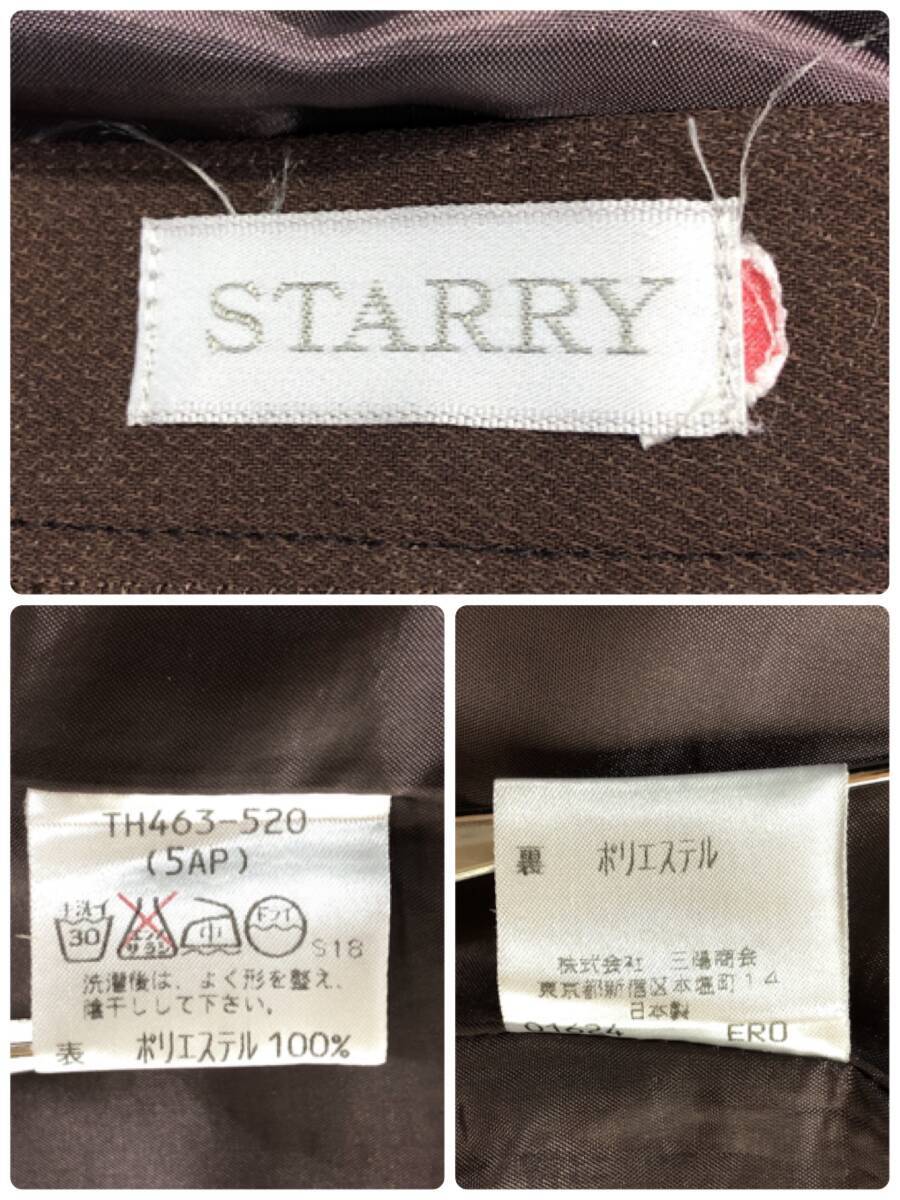 STARRY
TH463-520
(5AP)
手洗イ
30
エンソ
サラシ
中
ドライ
S18
洗濯後は、よく形を整え、
陰干しして下さい。
表 ポリエステル 100%
裏 ポリエステル
株式会社 三陽商会
東京都新宿区本塩町14
日本製
01624 ERO